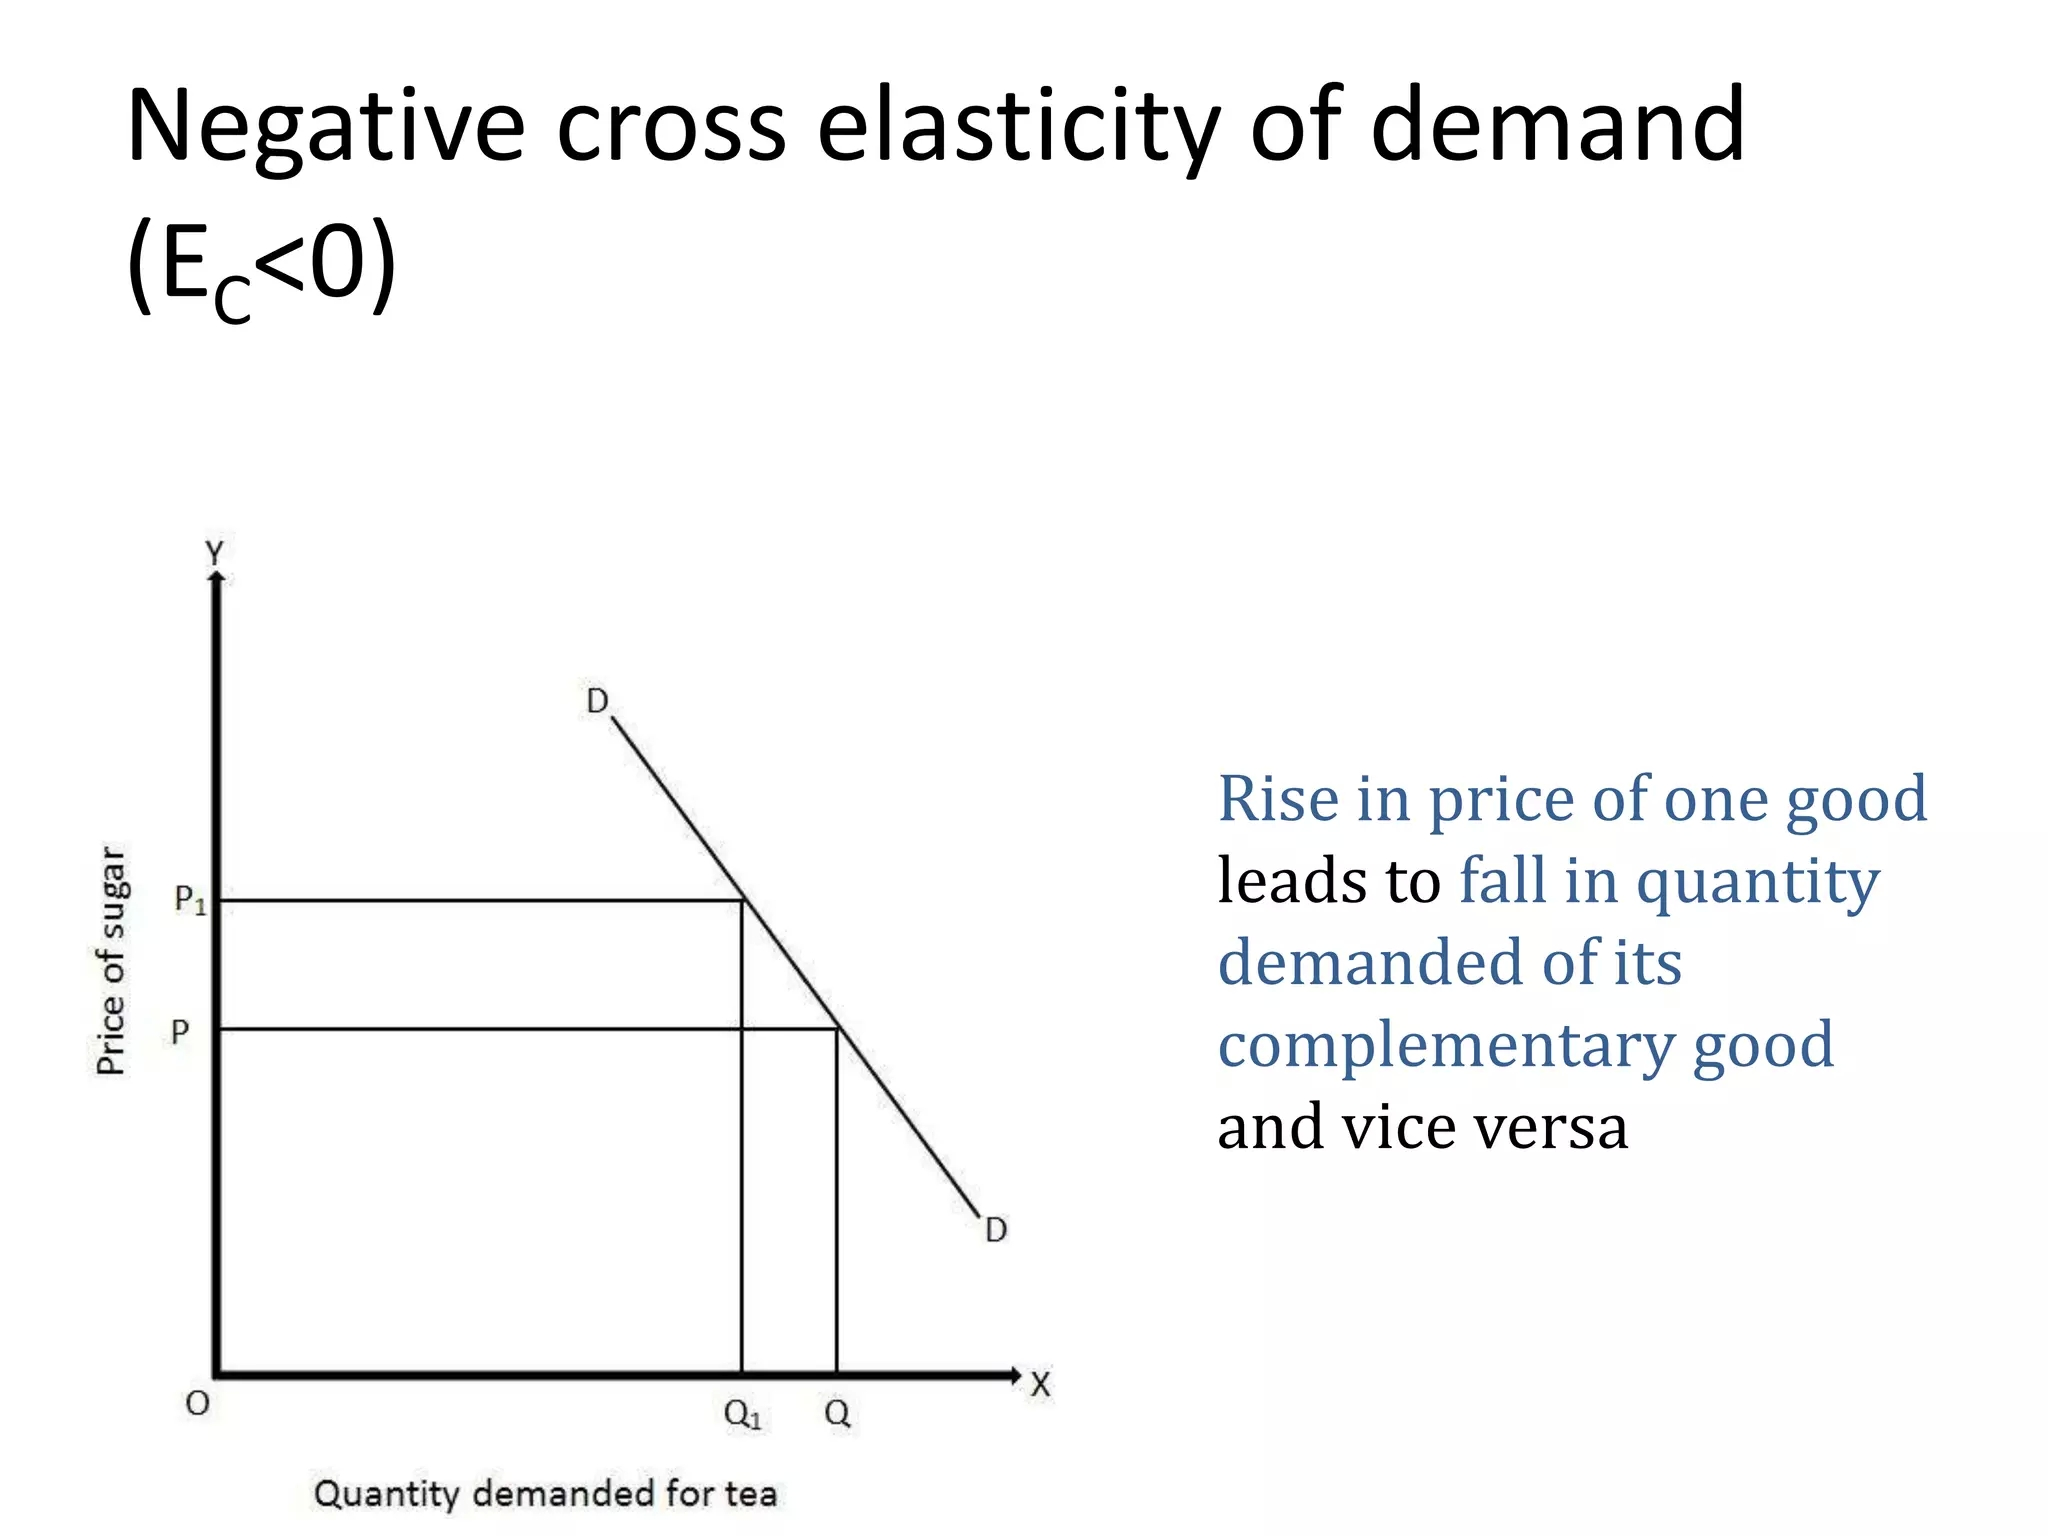 Negative cross elasticity of demand
(E_C<0)
Y
D
P₁
P
Price of sugar
D
O
Q₁ Q
X
Quantity demanded for tea
Rise in price of one good
leads to fall in quantity
demanded of its
complementary good
and vice versa